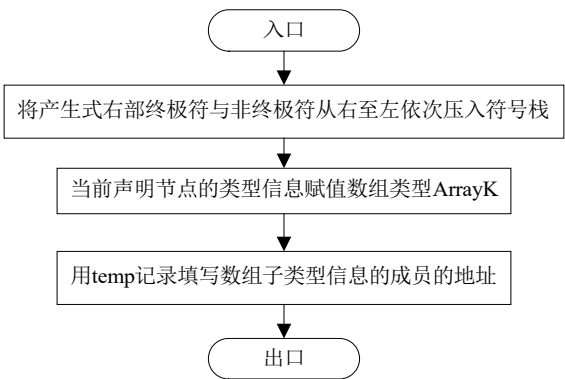 入口
将产生式右部终极符与非终极符从右至左依次压入符号栈
当前声明节点的类型信息赋值数组类型ArrayK
用temp记录填写数组子类型信息的成员的地址
出口